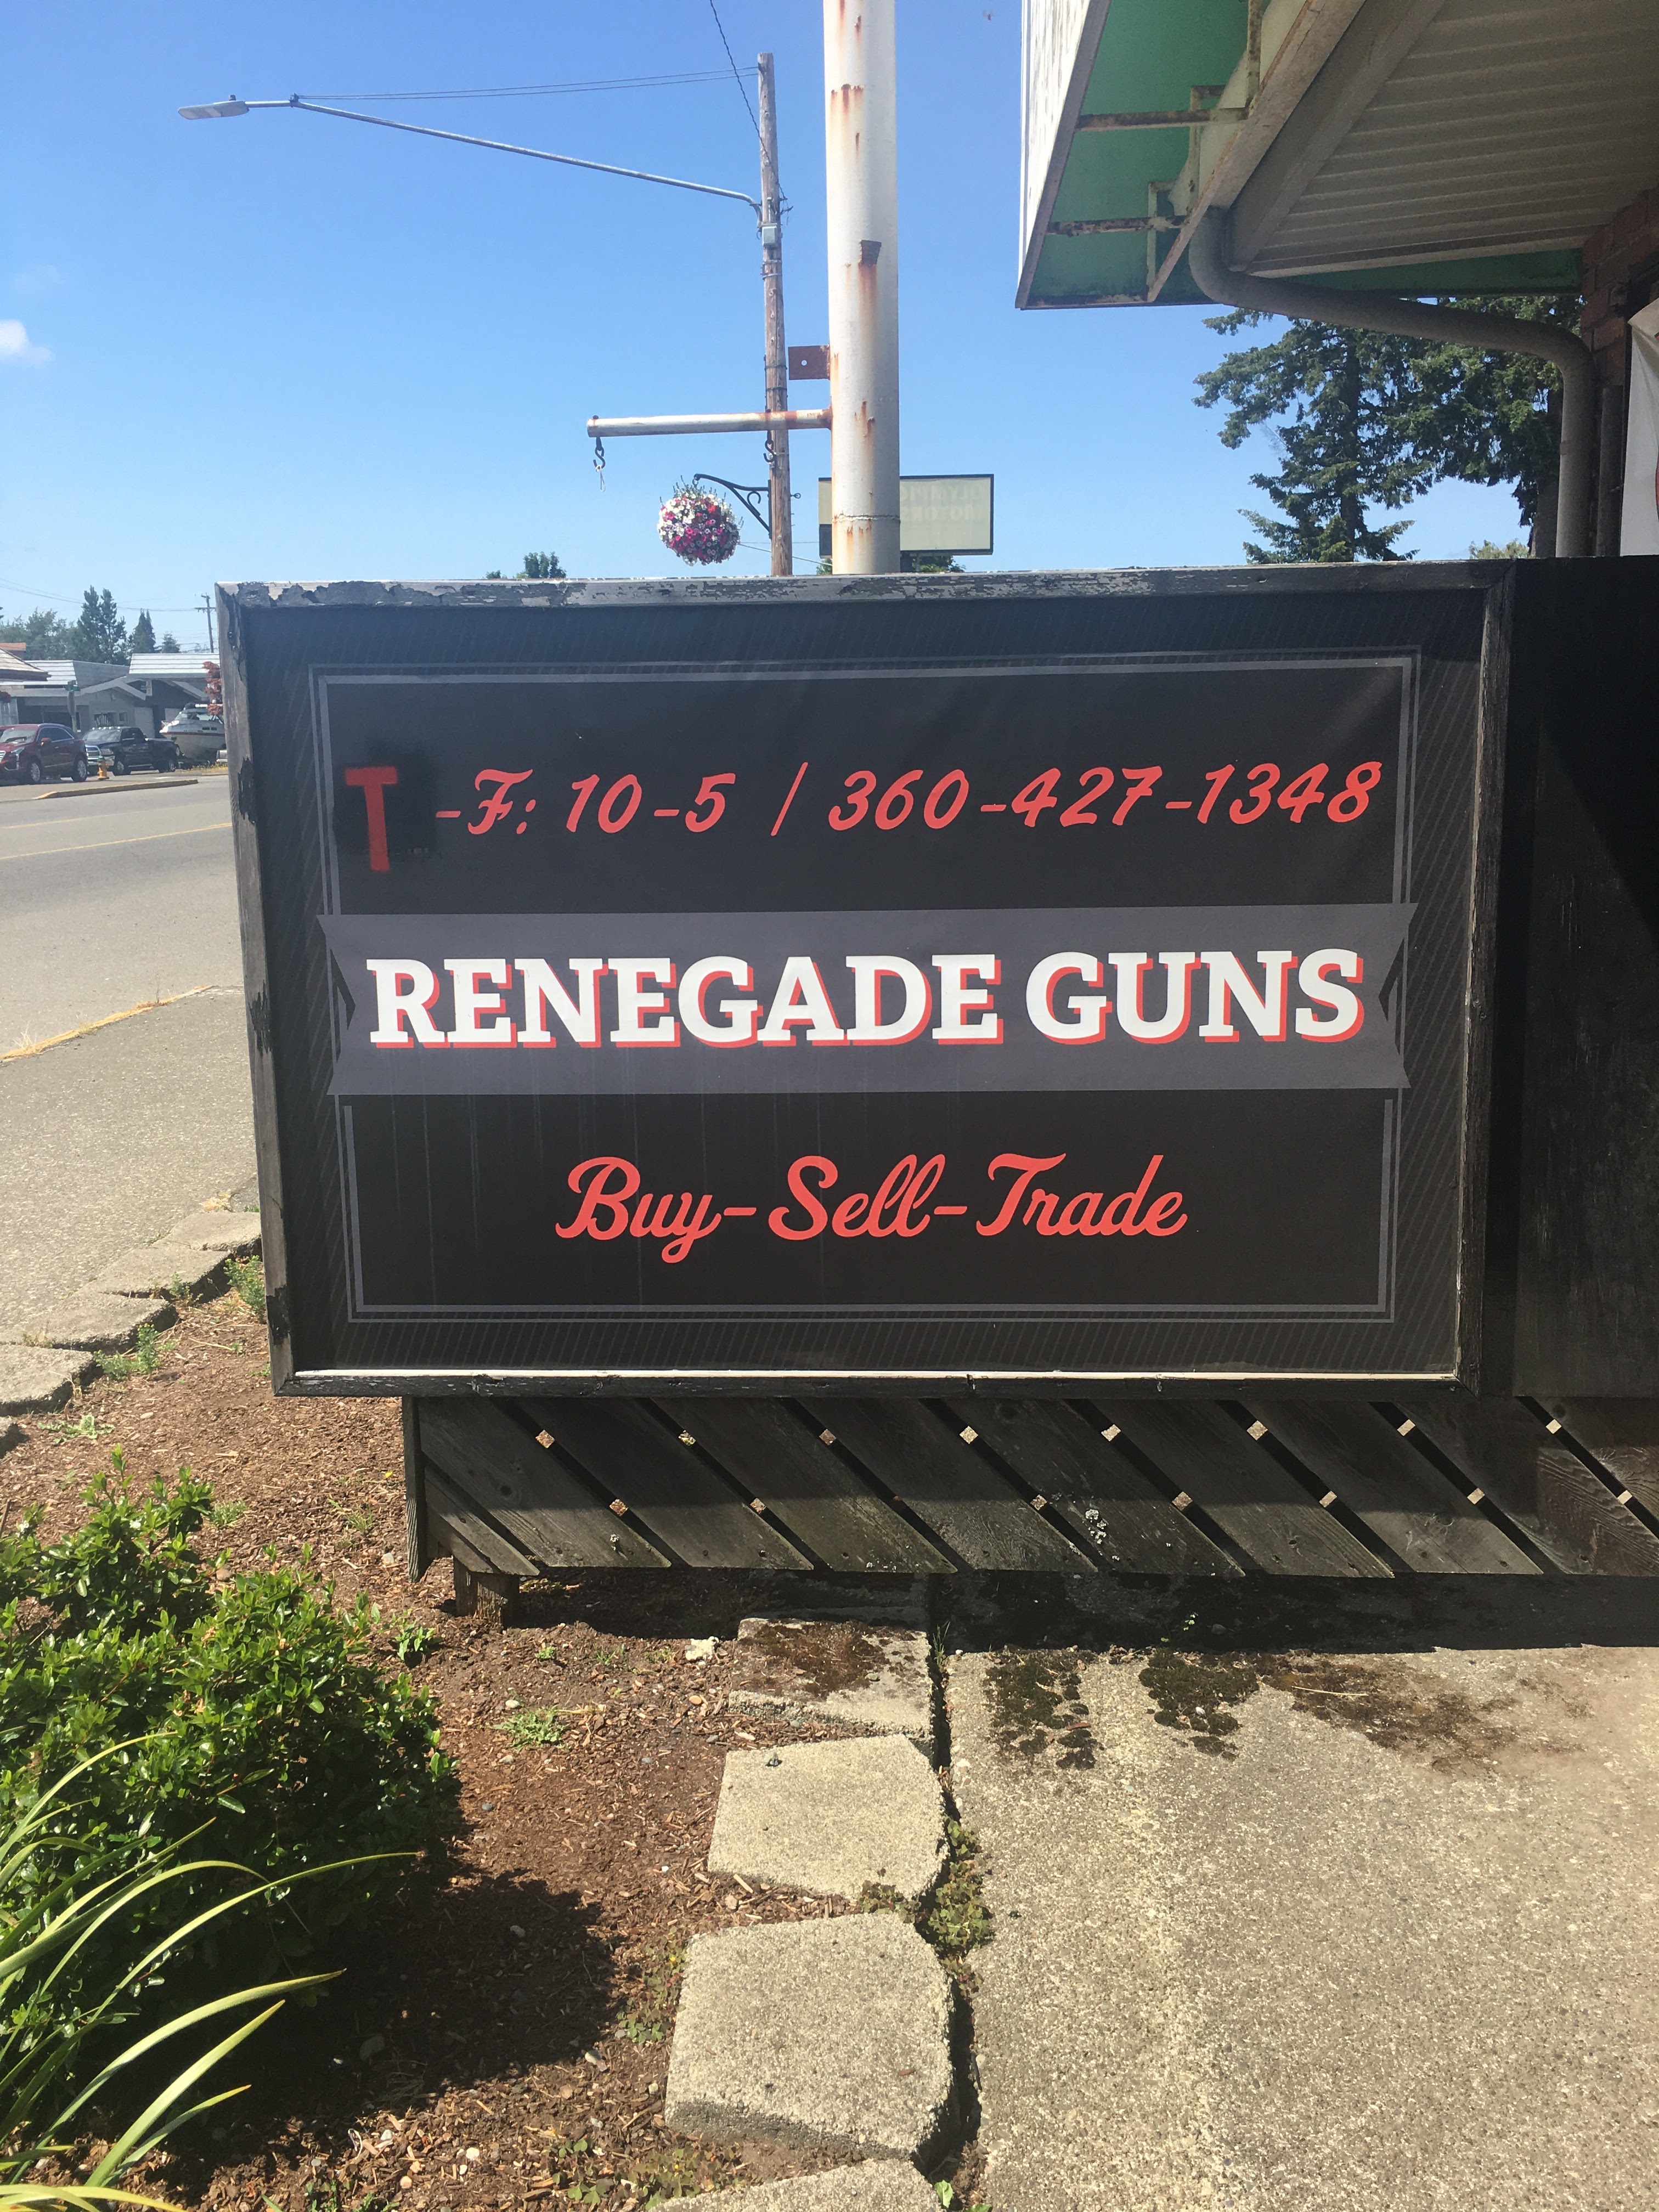 T-F: 10-5 / 360-427-1348
RENEGADE GUNS
Buy-Sell-Trade